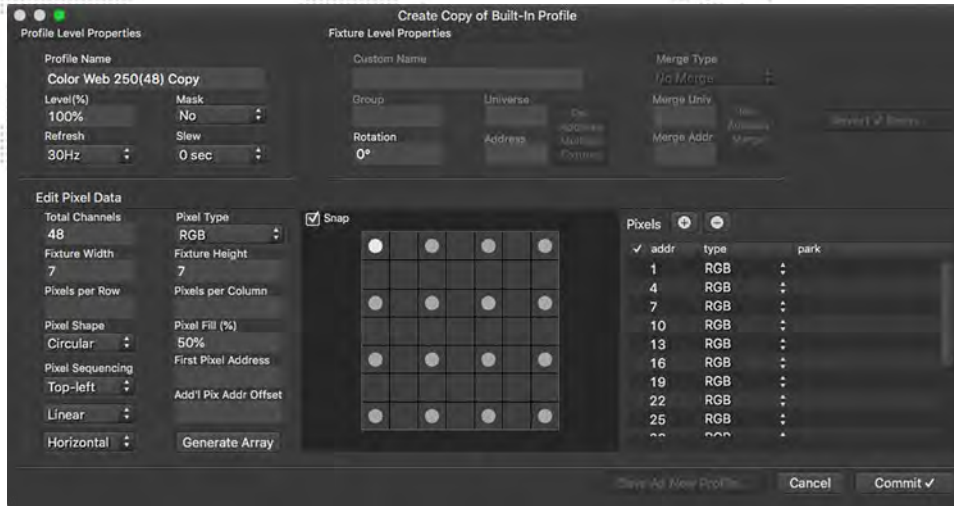 Create Copy of Built-In Profile
Profile Level Properties
Fixture Level Properties
Profile Name
Color Web 250(48) Copy
Level(%)
Mask
100%
No
Refresh
Slew
30Hz
0 sec
Custom Name
Merge Type
No Merge
Group
Universe
Merge Univ
Rotation
Address
Merge Addr
0°
Edit Pixel Data
Total Channels
Pixel Type
48
RGB
Fixture Width
Fixture Height
7
7
Pixels per Row
Pixels per Column
Pixel Shape
Pixel Fill (%)
Circular
50%
Pixel Sequencing
First Pixel Address
Top-left
Add'l Pix Addr Offset
Linear
Horizontal
Generate Array
Snap
Pixels
addr type park
1 RGB
4 RGB
7 RGB
10 RGB
13 RGB
16 RGB
19 RGB
22 RGB
25 RGB
Save As New Profile...
Cancel
Commit ✓